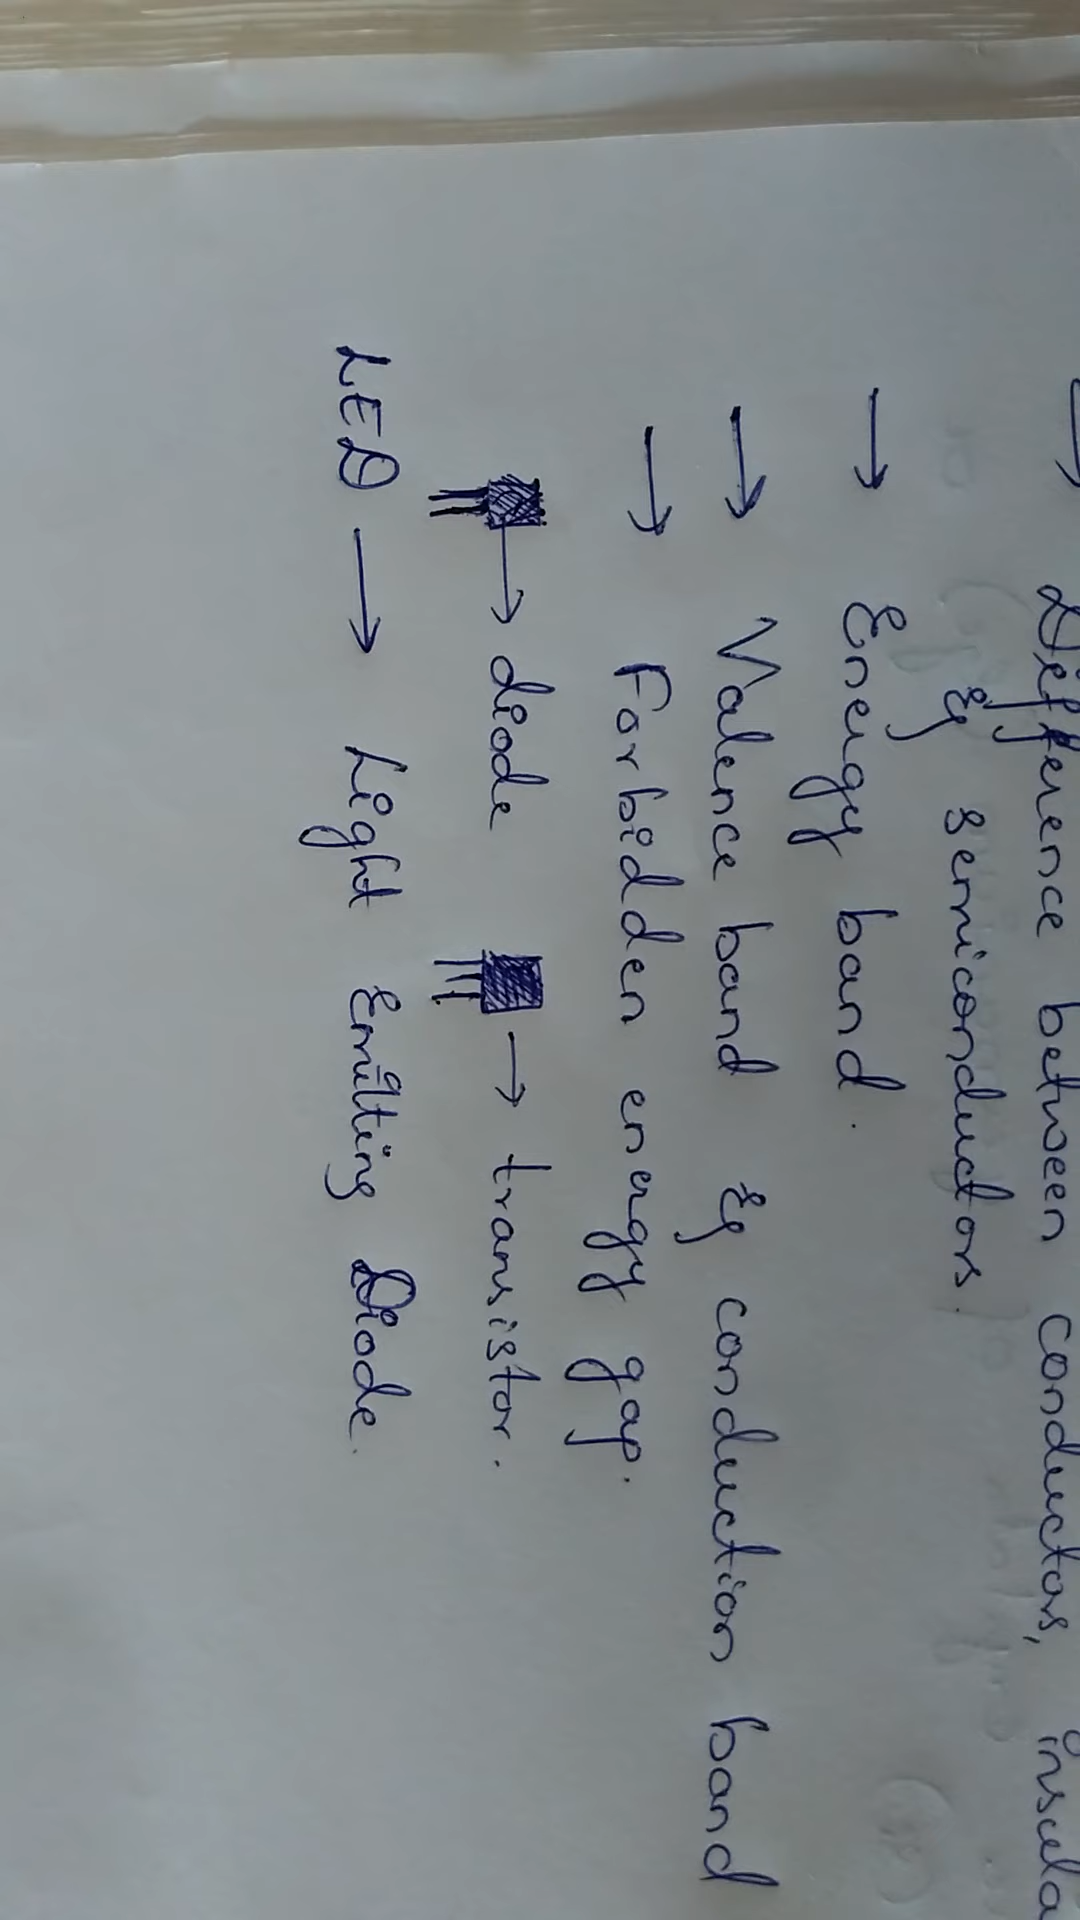 → Difference between conductors,
& semiconductors.
→ Energy band.
→ Valence band & conduction band
→ Forbidden energy gap.
→ diode → transistor.
LED → Light Emitting Diode.